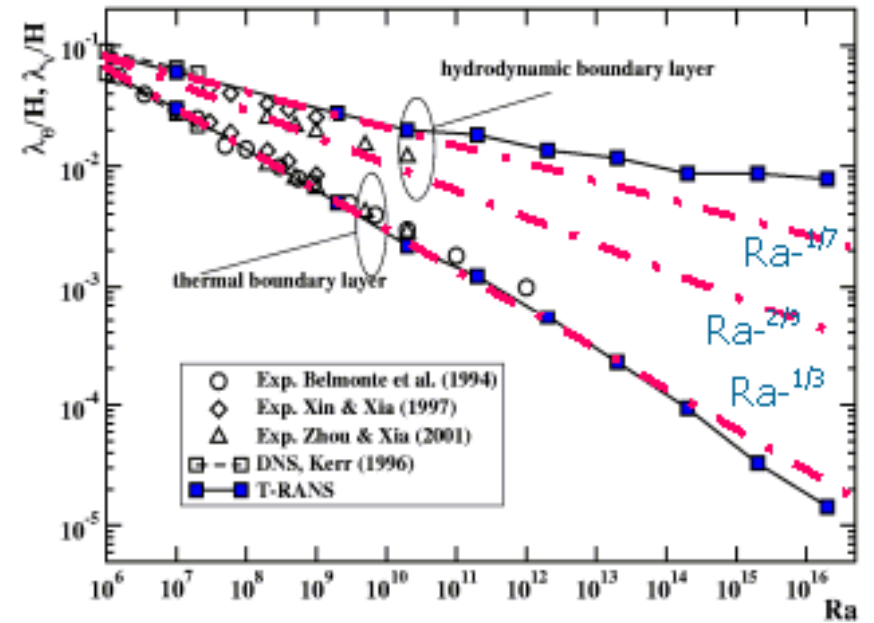 λθ/H, λv/H
10⁻¹
10⁻²
10⁻³
10⁻⁴
10⁻⁵
hydrodynamic boundary layer
thermal boundary layer
Ra-¹/⁷
Ra-²/⁹
Ra-¹/³
Exp. Belmonte et al. (1994)
Exp. Xin & Xia (1997)
Exp. Zhou & Xia (2001)
DNS, Kerr (1996)
T-RANS
10⁶ 10⁷ 10⁸ 10⁹ 10¹⁰ 10¹¹ 10¹² 10¹³ 10¹⁴ 10¹⁵ 10¹⁶
Ra